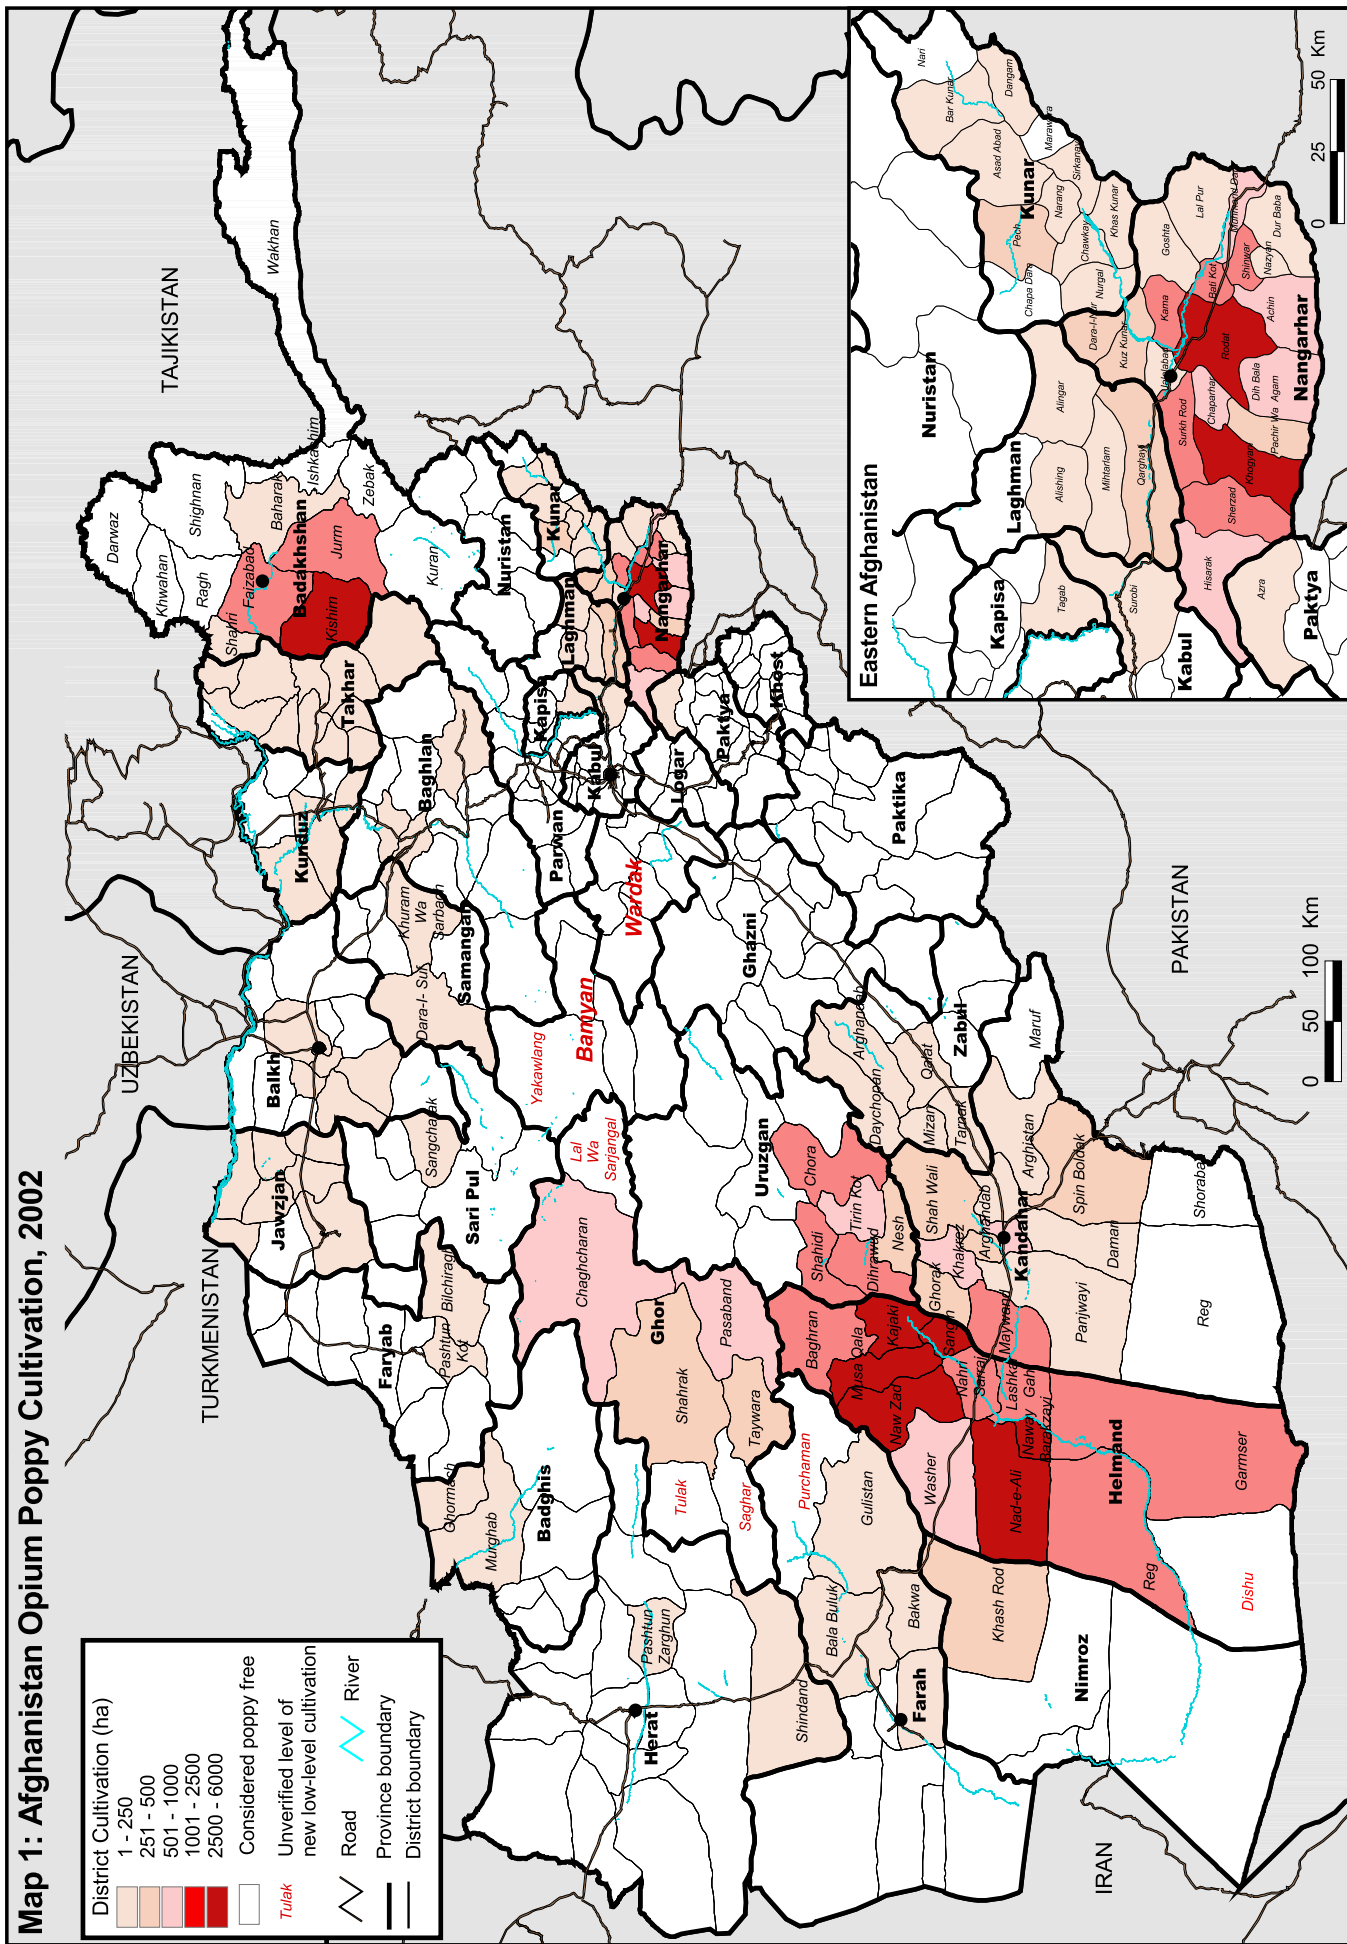 Map 1: Afghanistan Opium Poppy Cultivation, 2002
District Cultivation (ha)
1 - 250
251 - 500
501 - 1000
1001 - 2500
2500 - 6000
Considered poppy free
Tulak
Unverified level of
new low-level cultivation
Road
River
Province boundary
District boundary
TURKMENISTAN
UZBEKISTAN
TAJIKISTAN
PAKISTAN
IRAN
Darwaz
Khwahan
Shighnan
Ragh
Shahri
Faizabad
Baharak
Ishkashim
Wakhan
Badakhshan
Jurm
Kishim
Zebak
Kuran
Takhar
Kunduz
Baghlan
Balkh
Jawzjan
Khuram
Wa
Sarbagh
Dara-I- Suf
Samangan
Sangcharak
Sari Pul
Faryab
Bilchiragh
Pashtun
Kot
Ghormach
Murghab
Badghis
Nuristan
Kunar
Laghman
Nangarhar
Kapisa
Kabul
Parwan
Logar
Paktya
Khost
Wardak
Bamyan
Yakawlang
Lal
Wa
Sarjangal
Chaghcharan
Ghor
Shahrak
Pasaband
Taywara
Tulak
Saghar
Pashtun
Zarghun
Herat
Shindand
Ghazni
Paktika
Uruzgan
Chora
Tirin Kot
Shahidi
Dihrawud
Daychopan
Arghandab
Mizan
Qalat
Tarnak
Zabul
Maruf
Nesh
Shah Wali
Khakrez
Ghorak
Arghandab
Kandahar
Maywand
Arghistan
Spin Boldak
Daman
Panjwayi
Shorabak
Reg
Baghran
Musa Qala
Kajaki
Sangin
Naw Zad
Nahri
Sarraj
Washer
Lashkar
Gah
Naway
Barakzayi
Nad-e-Ali
Helmand
Garmser
Reg
Dishu
Purchaman
Gulistan
Bala Buluk
Bakwa
Farah
Khash Rod
Nimroz
0 50 100 Km
Eastern Afghanistan
Nari
Bar Kunar
Dangam
Asad Abad
Marawara
Kunar
Sirkanay
Narang
Pech
Chawkay
Khas Kunar
Chapa Dara
Nurgal
Nuristan
Dara-I-Nur
Kuz Kunar
Laghman
Alingar
Alishing
Mihtarlam
Qarghayi
Goshta
Lal Pur
Muhmand Dara
Dur Baba
Nazyan
Shinwar
Bati Kot
Kama
Achin
Rodat
Jalalabad
Dih Bala
Nangarhar
Chaparhar
Pachir Wa Agam
Surkh Rod
Khogyani
Sherzad
Hisarak
Kapisa
Tagab
Surobi
Kabul
Azra
Paktya
0 25 50 Km